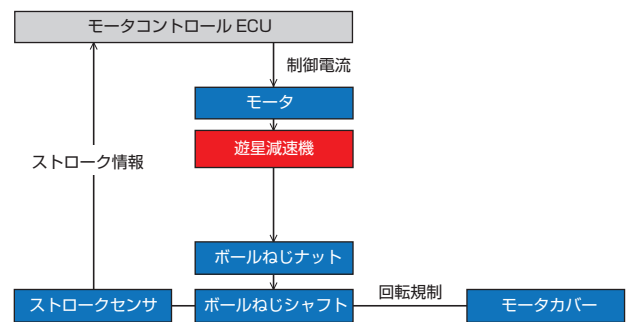 モータコントロール ECU
制御電流
モータ
遊星減速機
ストローク情報
ボールねじナット
ストロークセンサ
ボールねじシャフト
回転規制
モータカバー